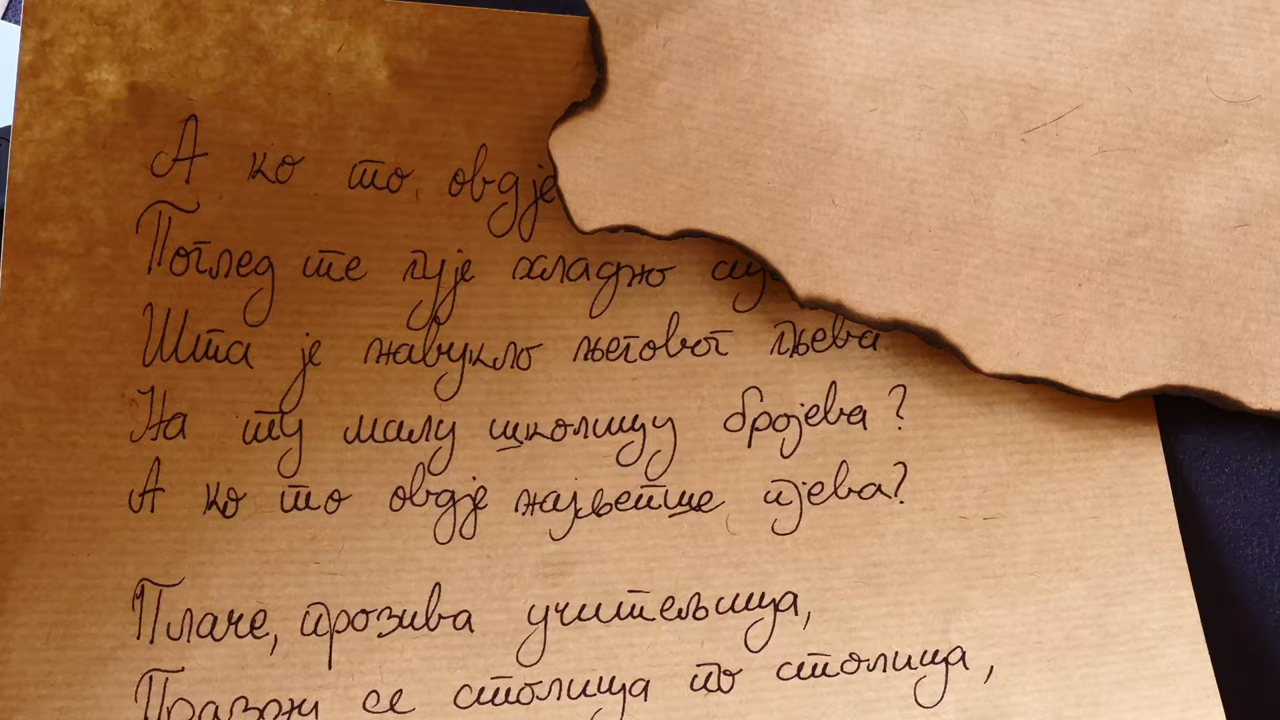 А ко то овдје
Поглед те гује хладно
Шта је навукло његовог гњева
На ту малу школицу бројева?
А ко то овдје најљепше пјева?
Плаче, прозива учитељица,
Празни се столица по столица,